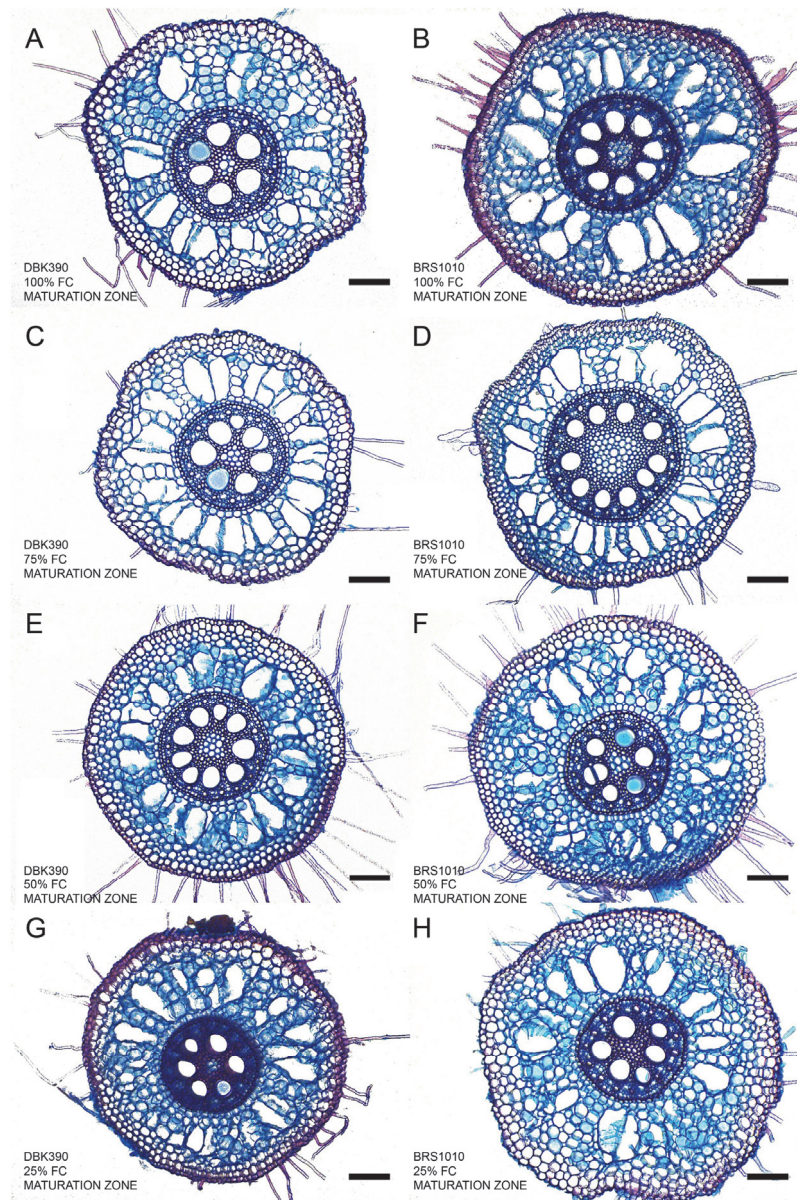 A
DBK390
100% FC
MATURATION ZONE
B
BRS1010
100% FC
MATURATION ZONE
C
DBK390
75% FC
MATURATION ZONE
D
BRS1010
75% FC
MATURATION ZONE
E
DBK390
50% FC
MATURATION ZONE
F
BRS1010
50% FC
MATURATION ZONE
G
DBK390
25% FC
MATURATION ZONE
H
BRS1010
25% FC
MATURATION ZONE